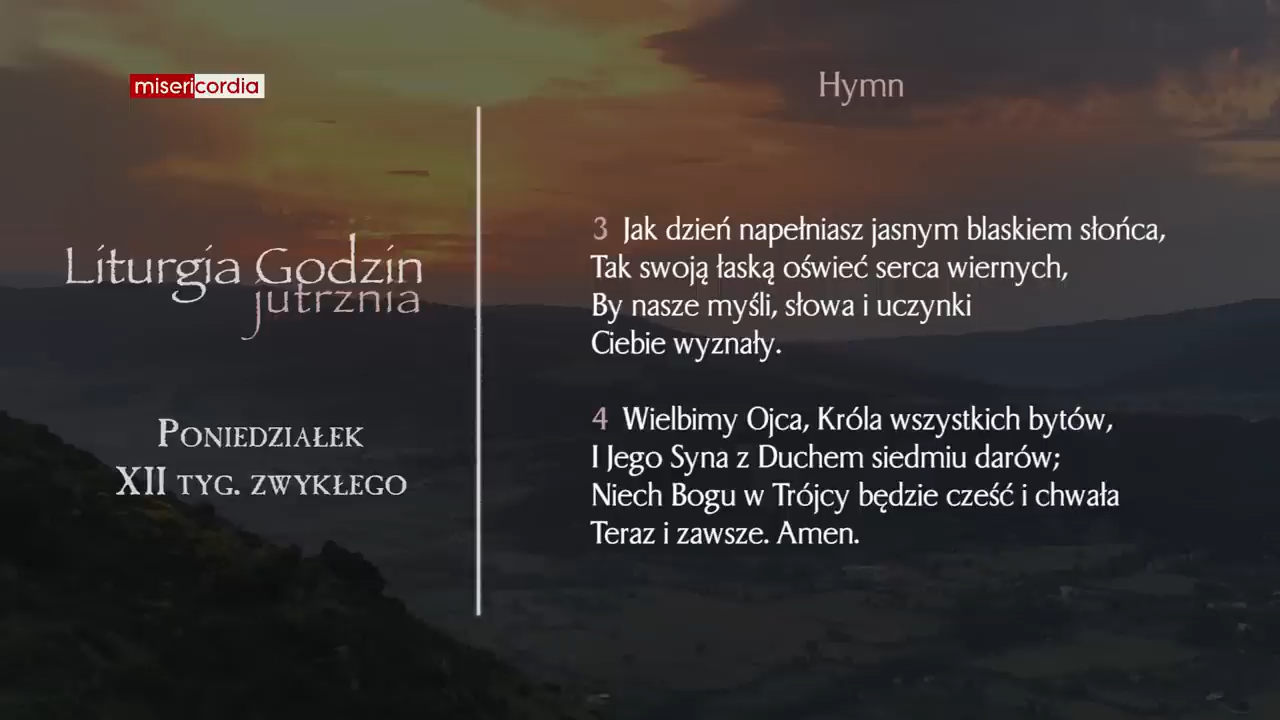 misericordia
Liturgia Godzin
jutrznia
Poniedziałek
XII tyg. zwykłego
Hymn
3 Jak dzień napełniasz jasnym blaskiem słońca,
Tak swoją łaską oświeć serca wiernych,
By nasze myśli, słowa i uczynki
Ciebie wyznały.
4 Wielbimy Ojca, Króla wszystkich bytów,
I Jego Syna z Duchem siedmiu darów;
Niech Bogu w Trójcy będzie cześć i chwała
Teraz i zawsze. Amen.